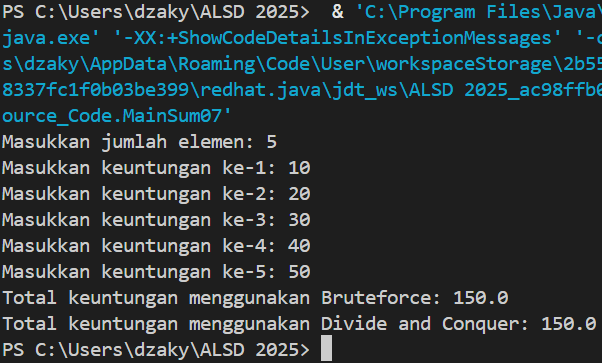 PS C:\Users\dzaky\ALSD 2025>  & 'C:\Program Files\Java\
java.exe' '-XX:+ShowCodeDetailsInExceptionMessages' '-c
s\dzaky\AppData\Roaming\Code\User\workspaceStorage\2b55
8337fc1f0b03be399\redhat.java\jdt_ws\ALSD 2025_ac98ffb0
ource_Code.MainSum07'
Masukkan jumlah elemen: 5
Masukkan keuntungan ke-1: 10
Masukkan keuntungan ke-2: 20
Masukkan keuntungan ke-3: 30
Masukkan keuntungan ke-4: 40
Masukkan keuntungan ke-5: 50
Total keuntungan menggunakan Bruteforce: 150.0
Total keuntungan menggunakan Divide and Conquer: 150.0
PS C:\Users\dzaky\ALSD 2025>